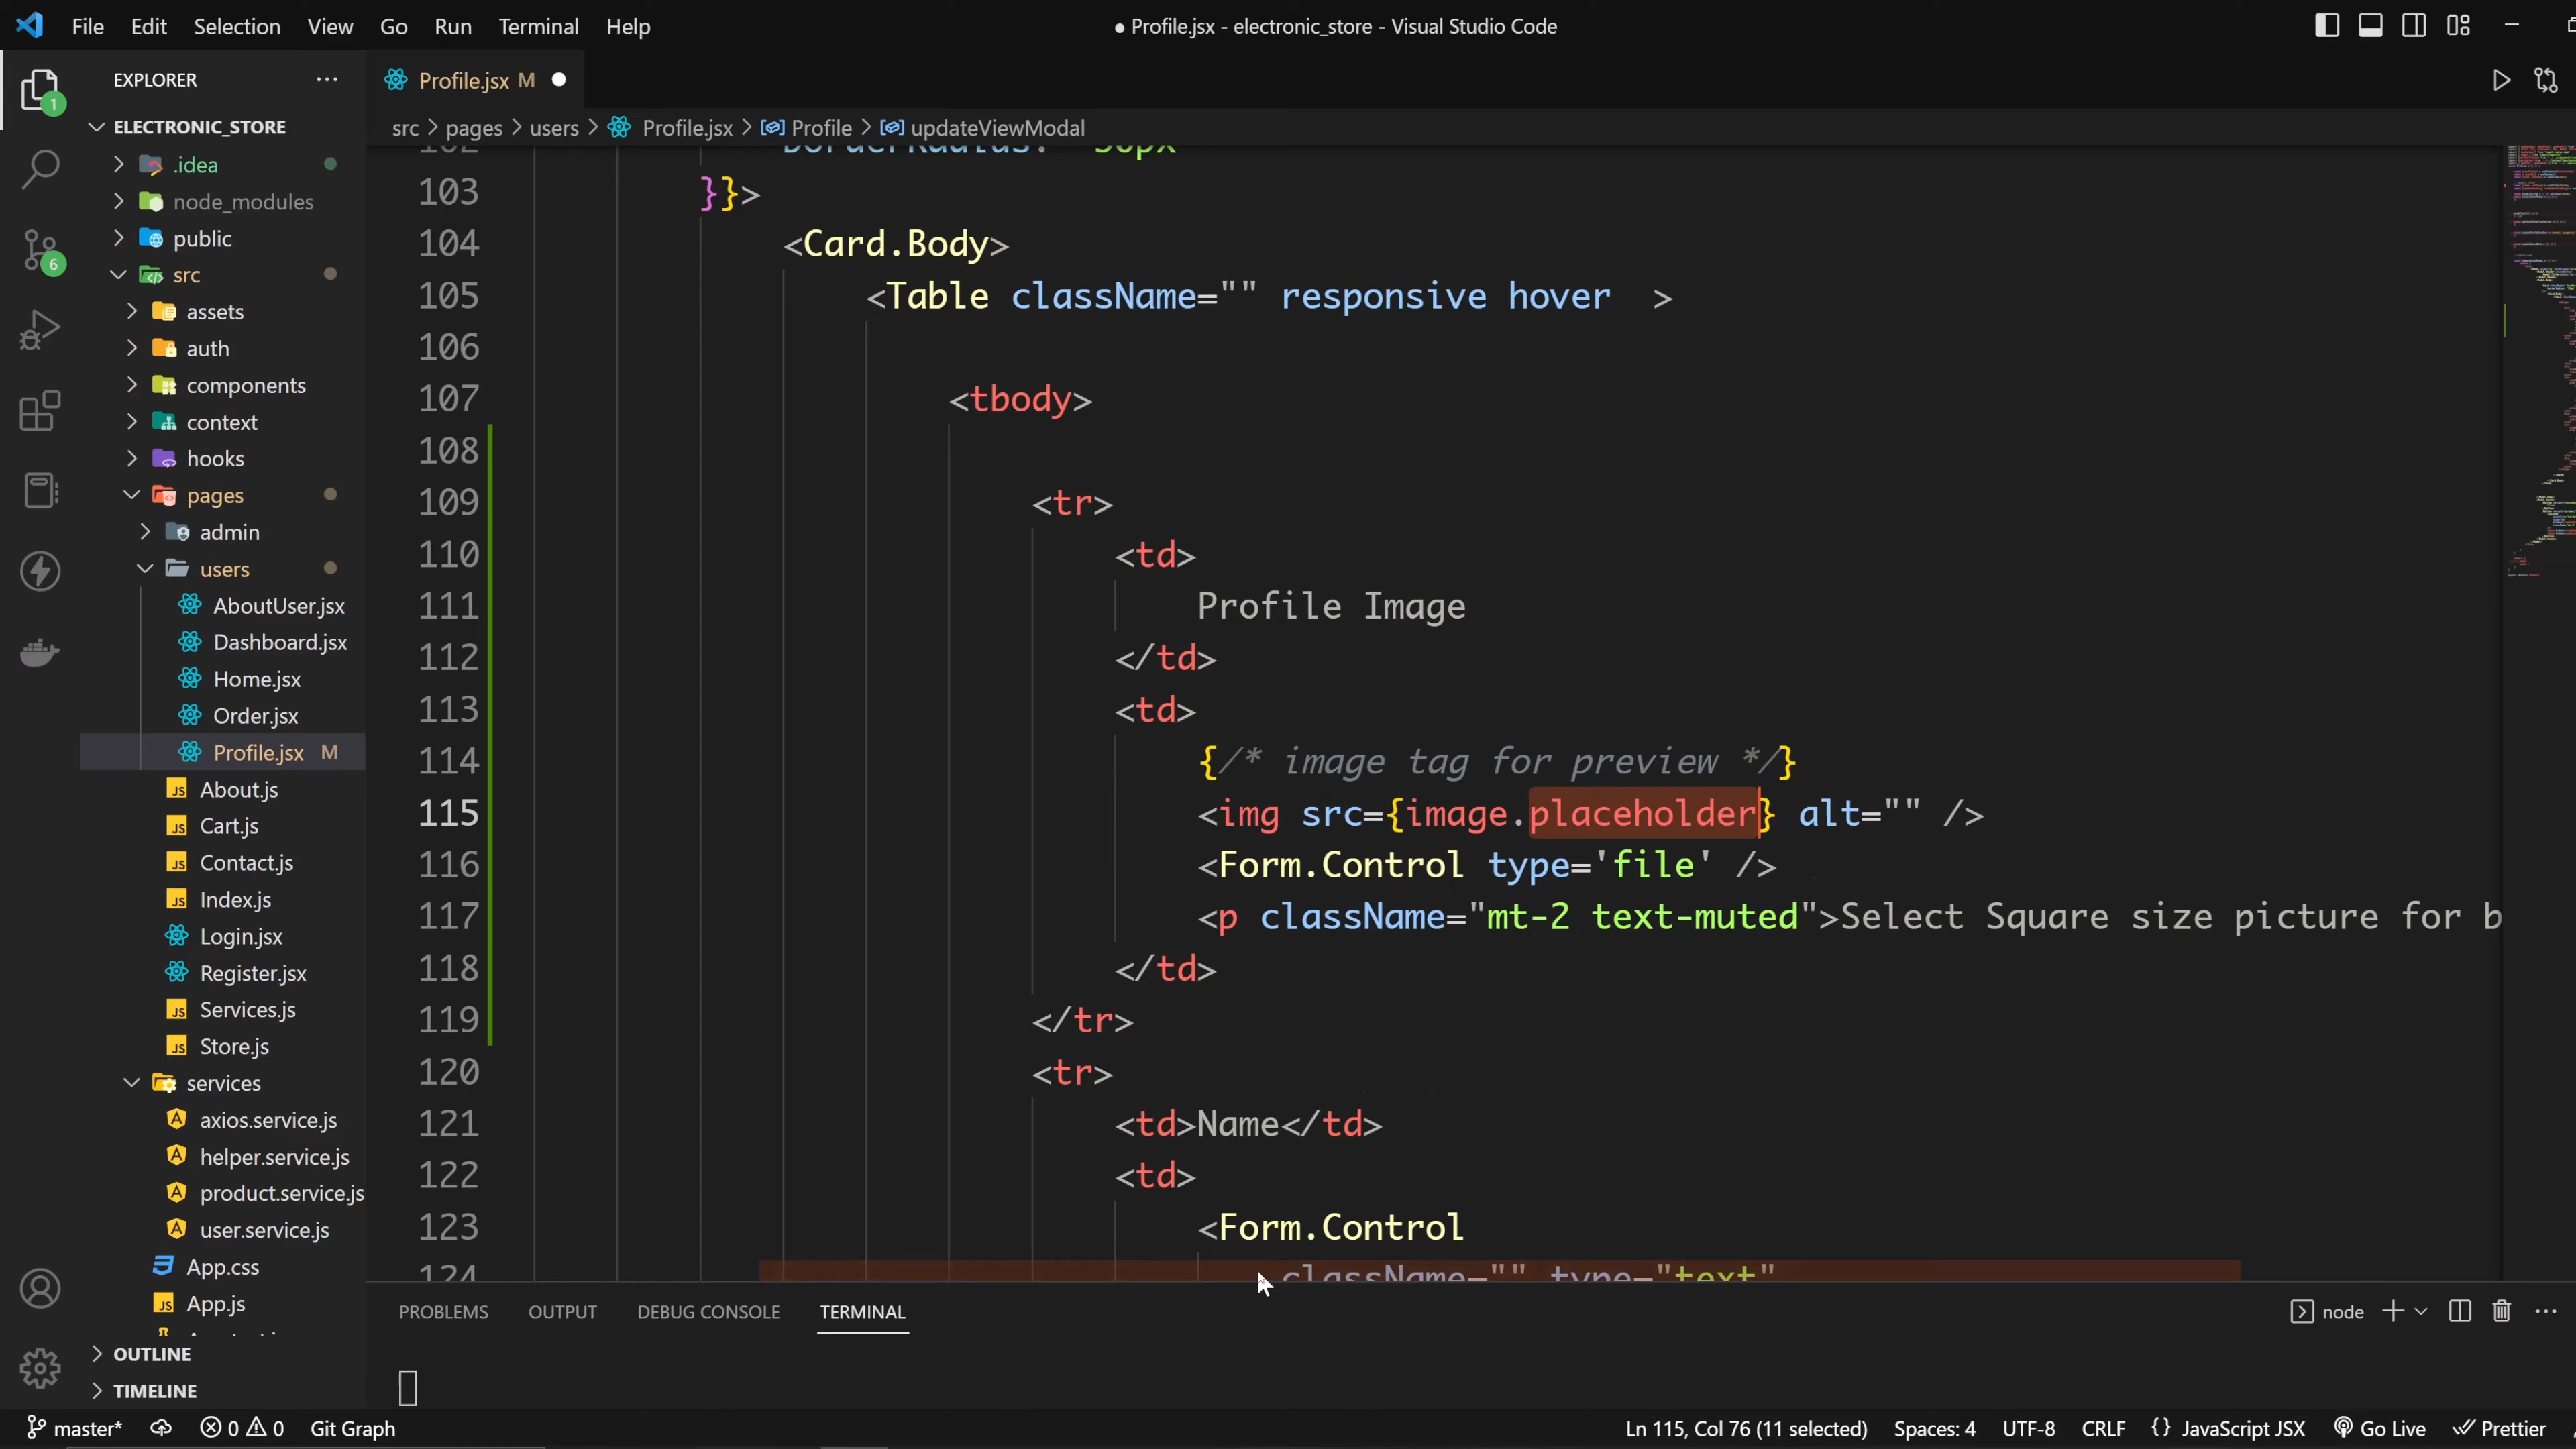 File Edit Selection View Go Run Terminal Help
● Profile.jsx - electronic_store - Visual Studio Code
EXPLORER ···
Profile.jsx M
ELECTRONIC_STORE
src > pages > users > Profile.jsx > Profile > updateViewModal
.idea
node_modules
public
src
assets
auth
components
context
hooks
pages
admin
users
AboutUser.jsx
Dashboard.jsx
Home.jsx
Order.jsx
Profile.jsx M
About.js
Cart.js
Contact.js
Index.js
Login.jsx
Register.jsx
Services.js
Store.js
services
axios.service.js
helper.service.js
product.service.js
user.service.js
App.css
App.js
OUTLINE
TIMELINE
1
6
102 borderRadius: "50px"
103 }}>
104 <Card.Body>
105 <Table className="" responsive hover >
106
107 <tbody>
108
109 <tr>
110 <td>
111 Profile Image
112 </td>
113 <td>
114 {/* image tag for preview */}
115 <img src={image.placeholder} alt="" />
116 <Form.Control type='file' />
117 <p className="mt-2 text-muted">Select Square size picture for b
118 </td>
119 </tr>
120 <tr>
121 <td>Name</td>
122 <td>
123 <Form.Control
124 className="" type="text"
PROBLEMS OUTPUT DEBUG CONSOLE TERMINAL
node
master* 0 0 Git Graph
Ln 115, Col 76 (11 selected) Spaces: 4 UTF-8 CRLF {} JavaScript JSX Go Live Prettier